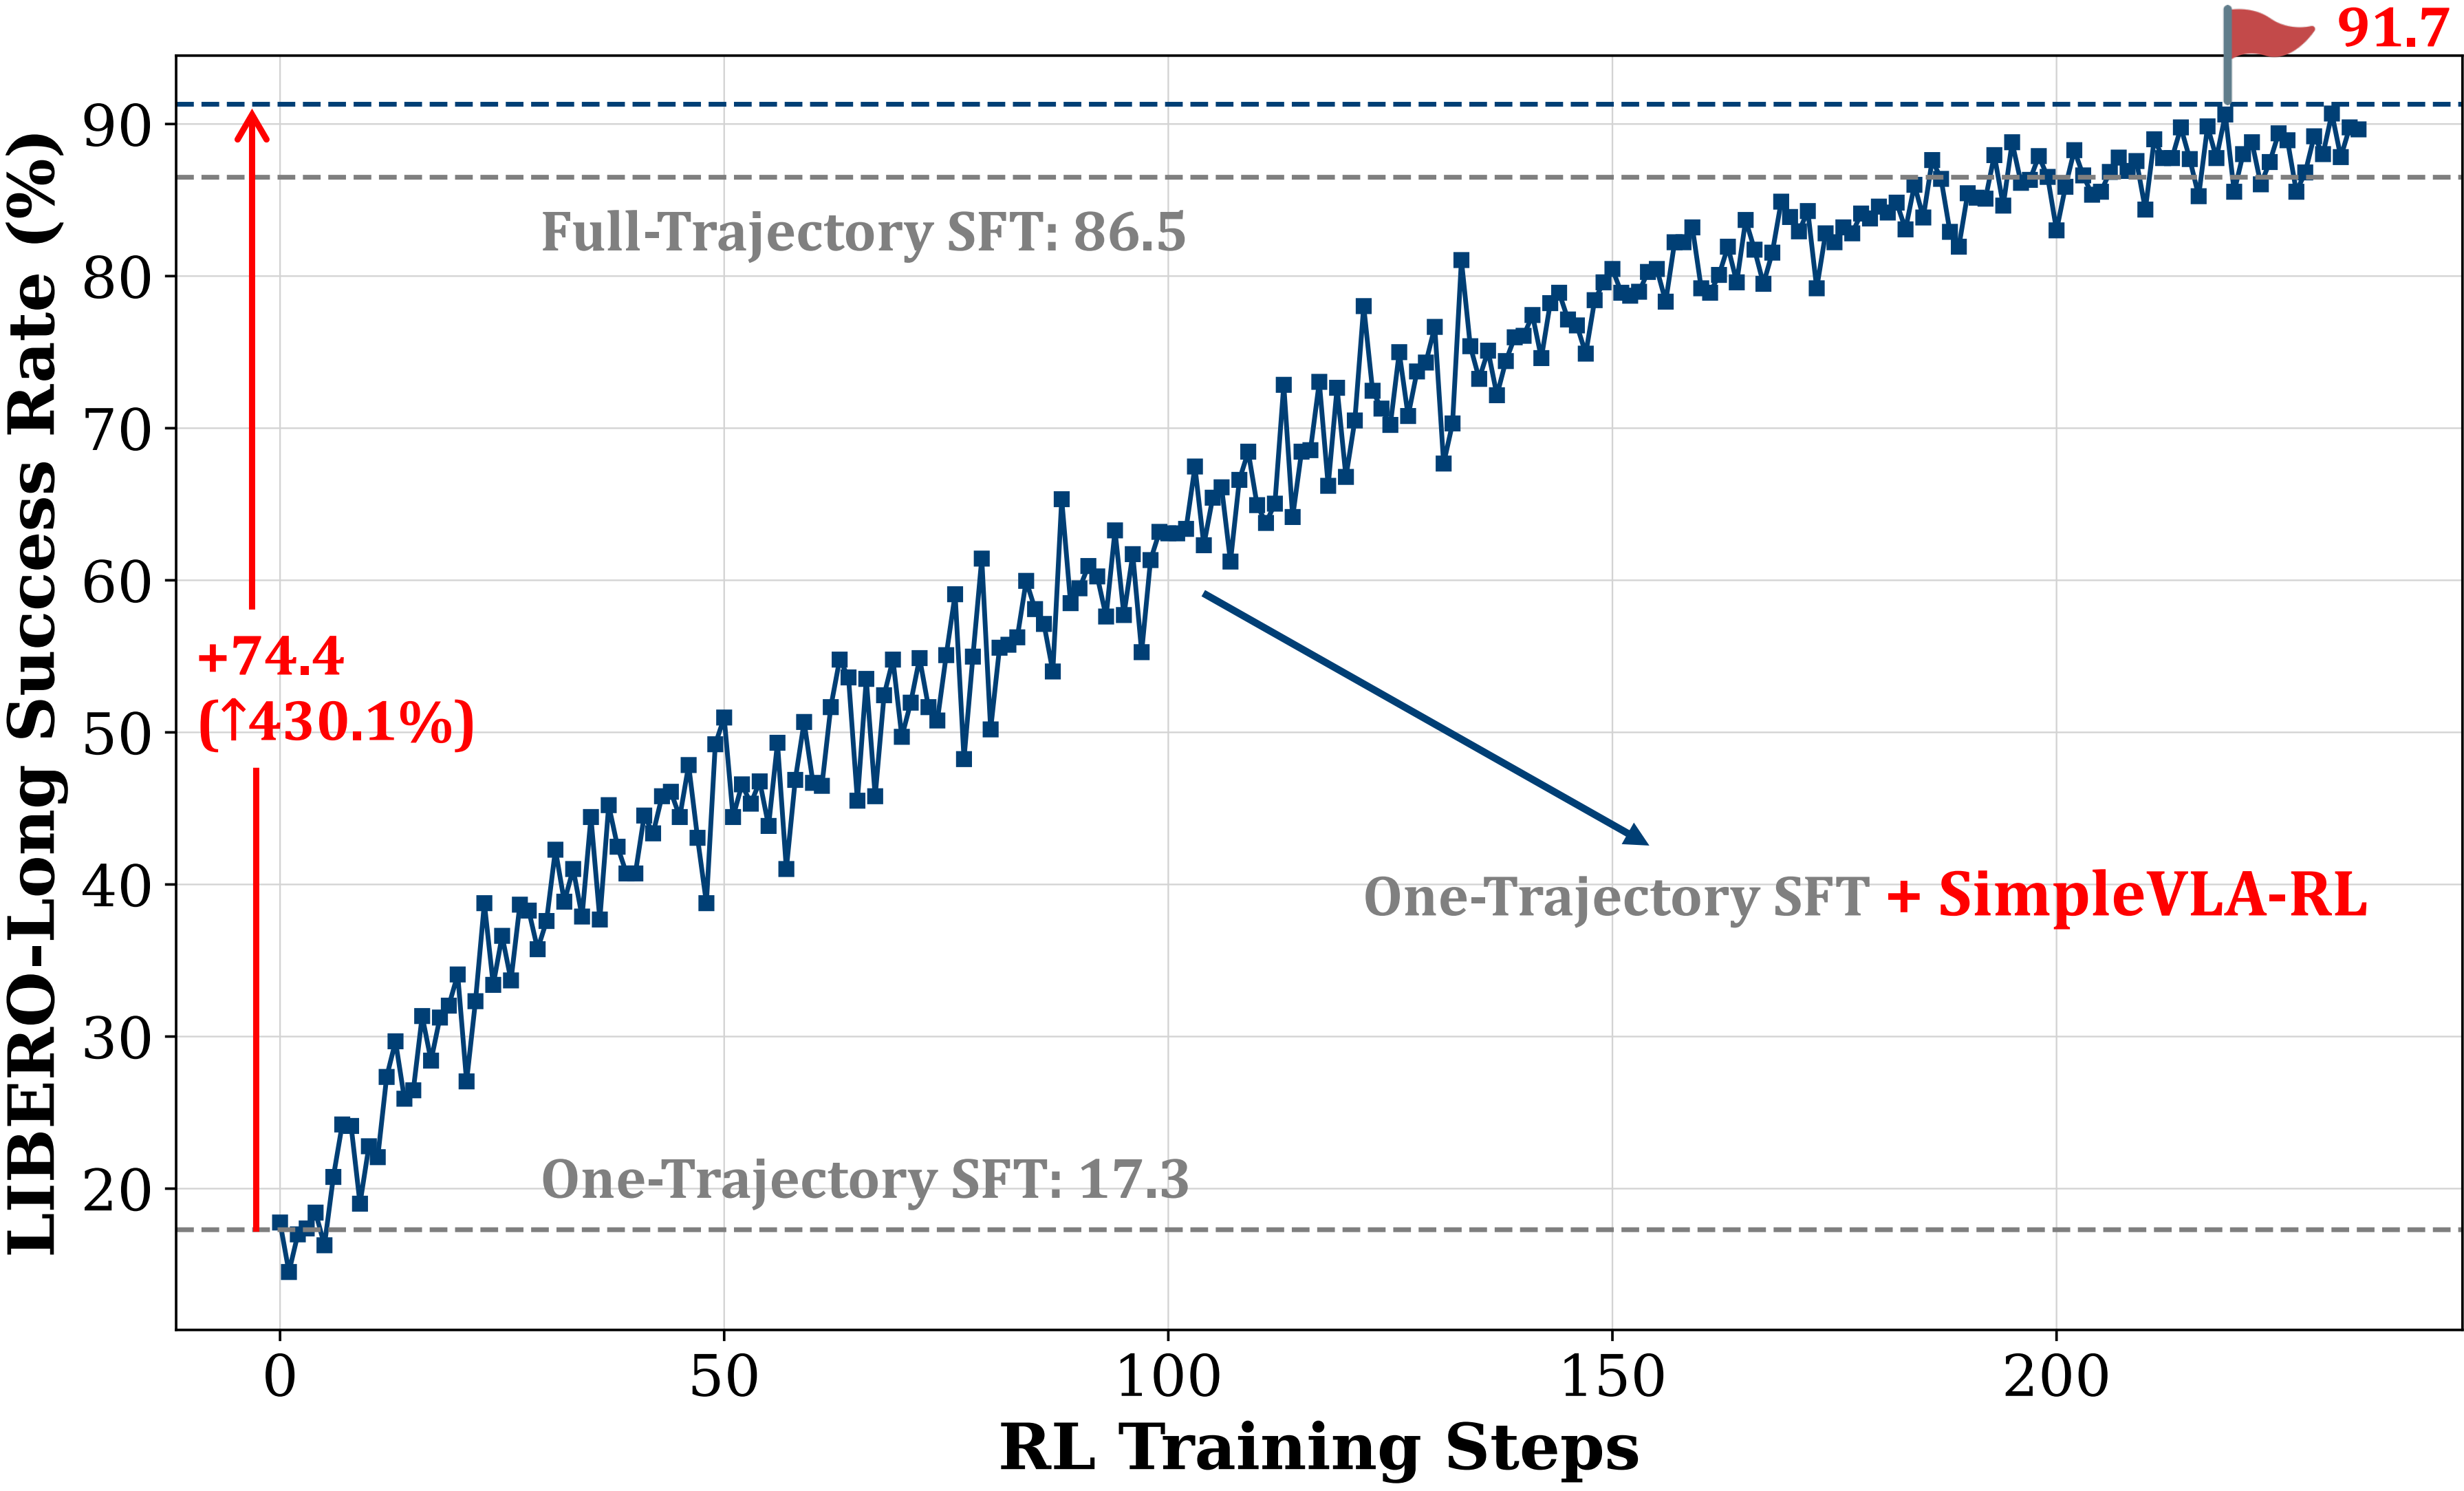 91.7
LIBERO-Long Success Rate (%)
90
80
70
60
50
40
30
20
Full-Trajectory SFT: 86.5
+74.4
(↑430.1%)
One-Trajectory SFT + SimpleVLA-RL
One-Trajectory SFT: 17.3
0 50 100 150 200
RL Training Steps